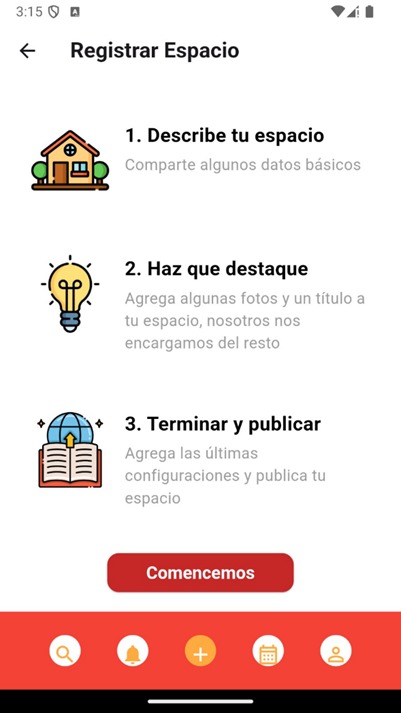 3:15
Registrar Espacio
1. Describe tu espacio
Comparte algunos datos básicos
2. Haz que destaque
Agrega algunas fotos y un título a
tu espacio, nosotros nos
encargamos del resto
3. Terminar y publicar
Agrega las últimas
configuraciones y publica tu
espacio
Comencemos